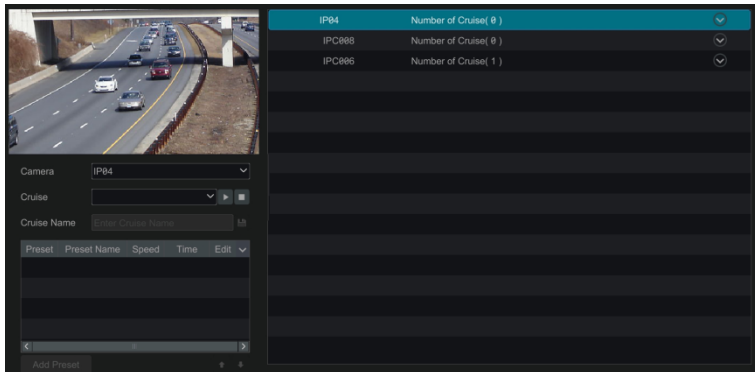 IP04 Number of Cruise( 0 )
IPC008 Number of Cruise( 0 )
IPC006 Number of Cruise( 1 )
Camera IP04
Cruise
Cruise Name Enter Cruise Name
Preset Preset Name Speed Time Edit
Add Preset